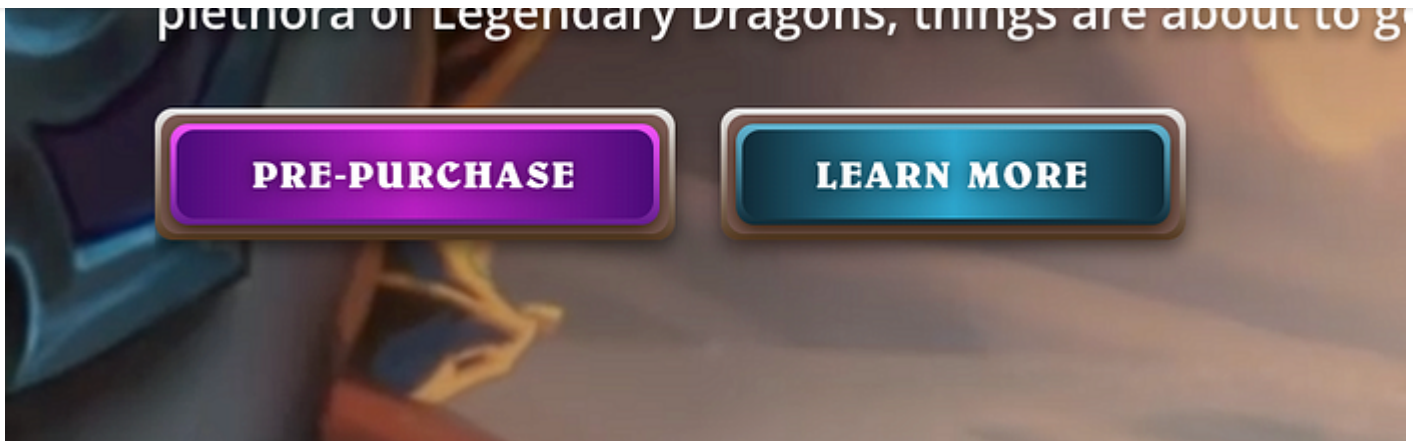 plethora of Legendary Dragons, things are about to
PRE-PURCHASE
LEARN MORE